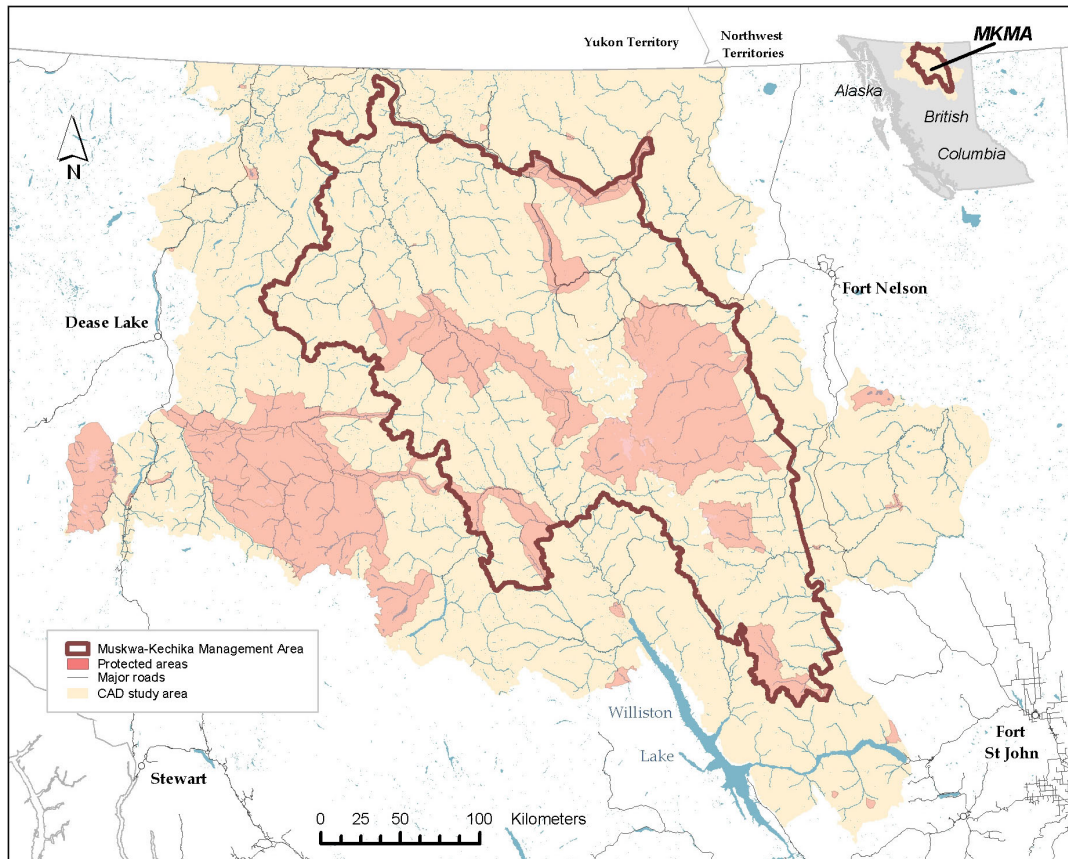 Yukon Territory
Northwest
Territories
MKMA
Alaska
British
Columbia
N
Fort Nelson
Dease Lake
Muskwa-Kechika Management Area
Protected areas
Major roads
CAD study area
Williston
Lake
Fort
St John
Stewart
0 25 50 100 Kilometers